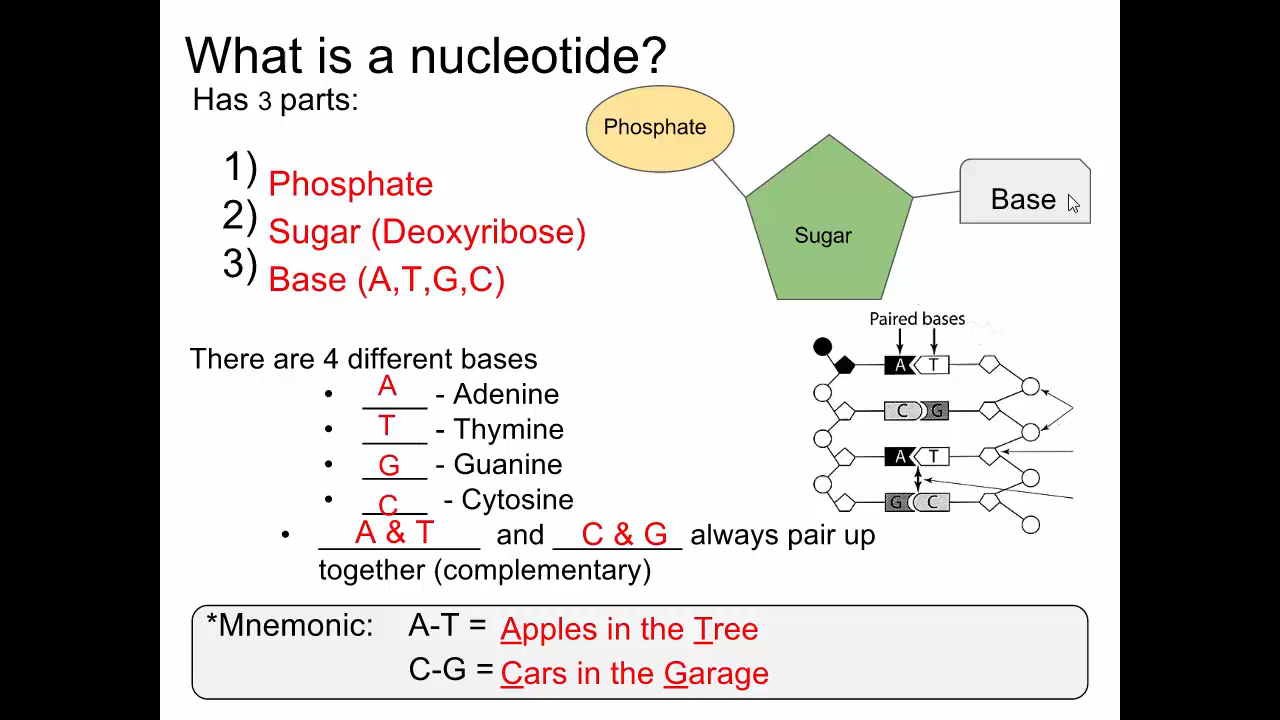 What is a nucleotide?
Has 3 parts:
1) Phosphate
2) Sugar (Deoxyribose)
3) Base (A,T,G,C)
Phosphate
Sugar
Base
There are 4 different bases
• A - Adenine
• T - Thymine
• G - Guanine
• C - Cytosine
• A & T and C & G always pair up
together (complementary)
Paired bases
A T
C G
A T
G C
*Mnemonic: A-T = Apples in the Tree
C-G = Cars in the Garage